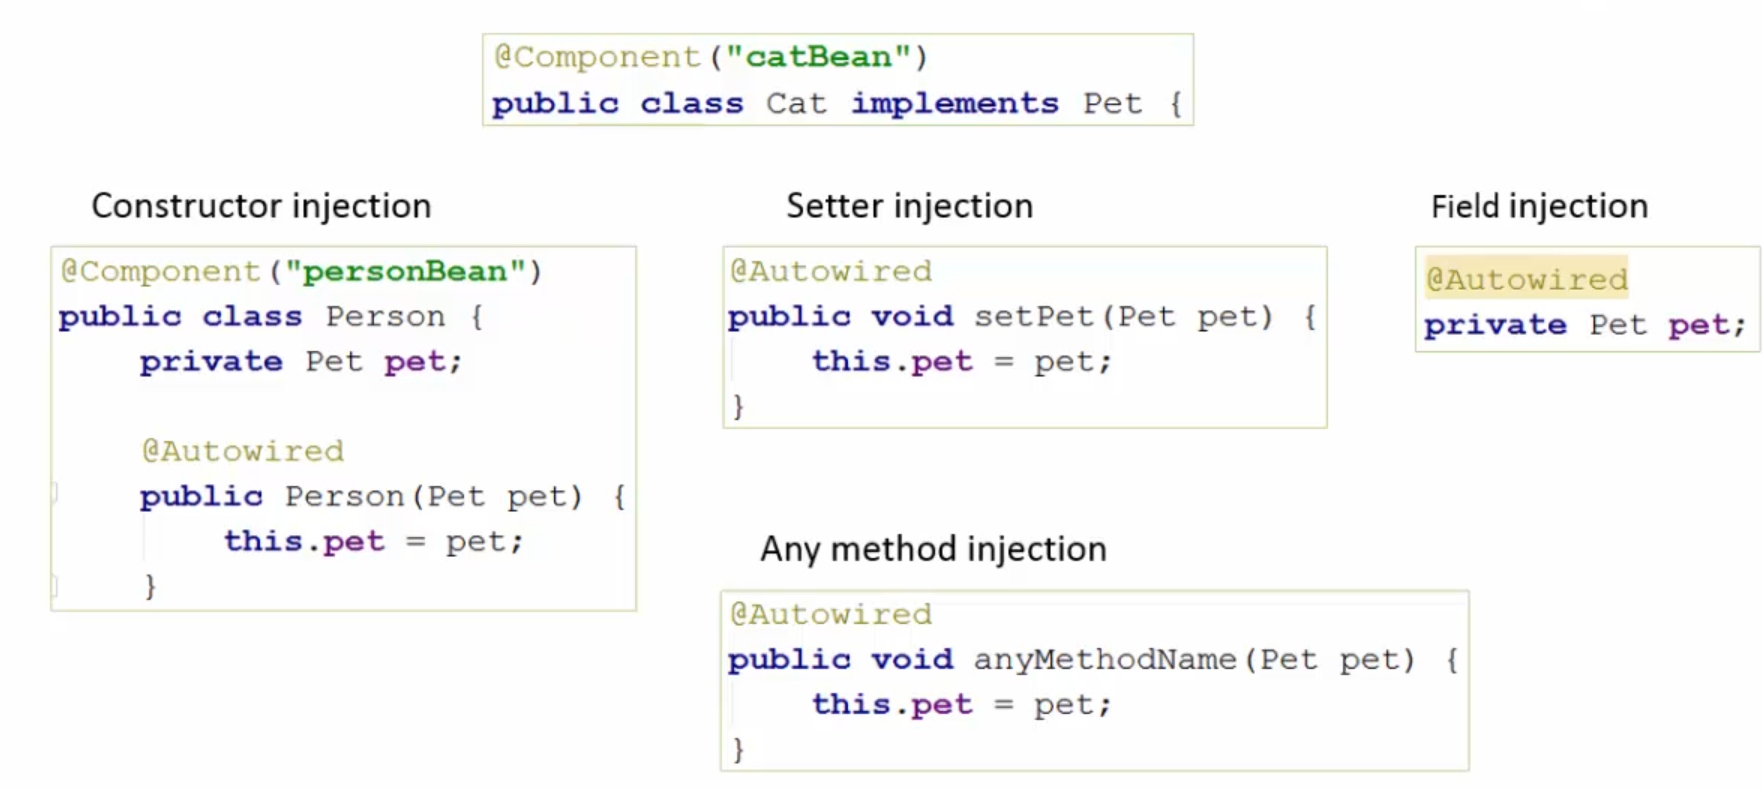 @Component("catBean")
public class Cat implements Pet {
Constructor injection
@Component("personBean")
public class Person {
private Pet pet;
@Autowired
public Person(Pet pet) {
this.pet = pet;
}
Setter injection
@Autowired
public void setPet(Pet pet) {
this.pet = pet;
}
Field injection
@Autowired
private Pet pet;
Any method injection
@Autowired
public void anyMethodName(Pet pet) {
this.pet = pet;
}